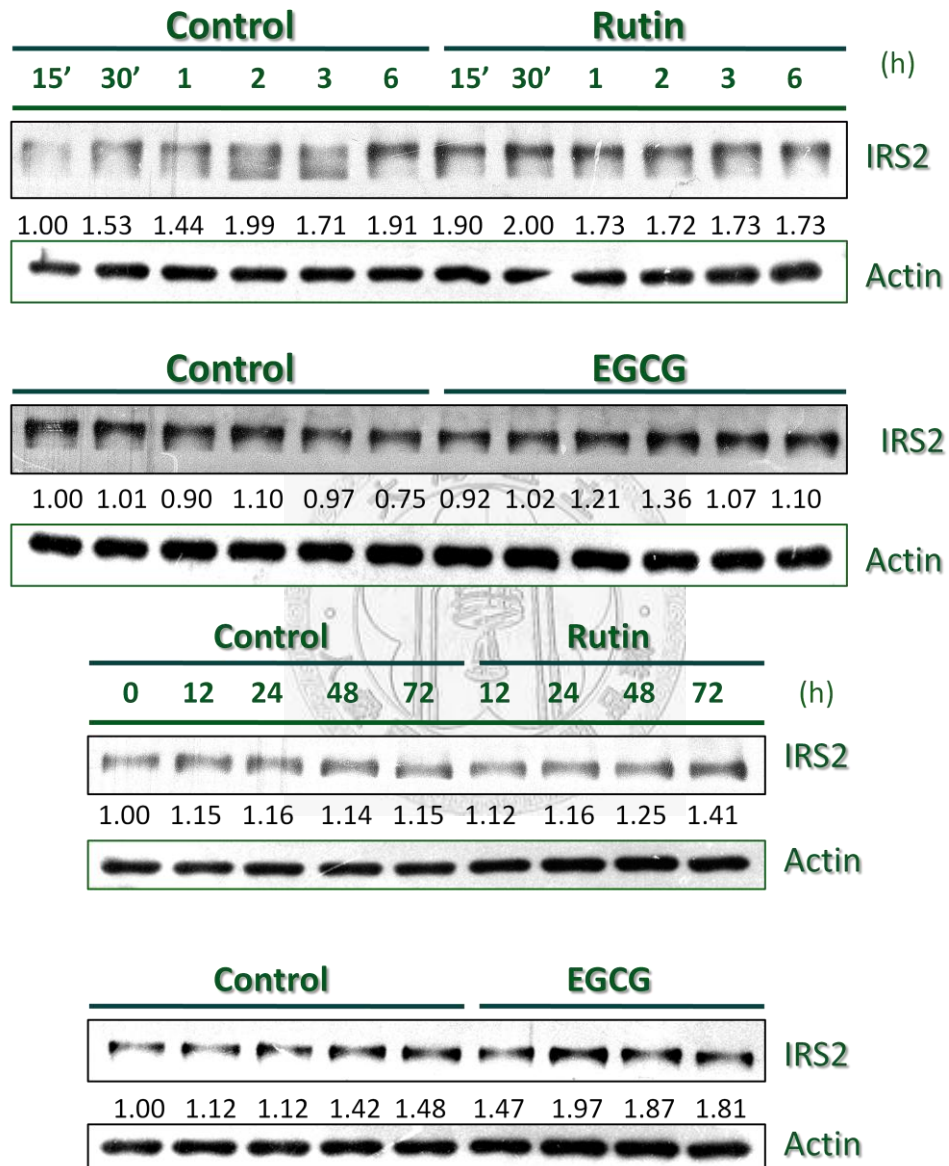 Control Rutin
15’ 30’ 1 2 3 6 15’ 30’ 1 2 3 6 (h)
IRS2
1.00 1.53 1.44 1.99 1.71 1.91 1.90 2.00 1.73 1.72 1.73 1.73
Actin
Control EGCG
IRS2
1.00 1.01 0.90 1.10 0.97 0.75 0.92 1.02 1.21 1.36 1.07 1.10
Actin
Control Rutin
0 12 24 48 72 12 24 48 72 (h)
IRS2
1.00 1.15 1.16 1.14 1.15 1.12 1.16 1.25 1.41
Actin
Control EGCG
IRS2
1.00 1.12 1.12 1.42 1.48 1.47 1.97 1.87 1.81
Actin